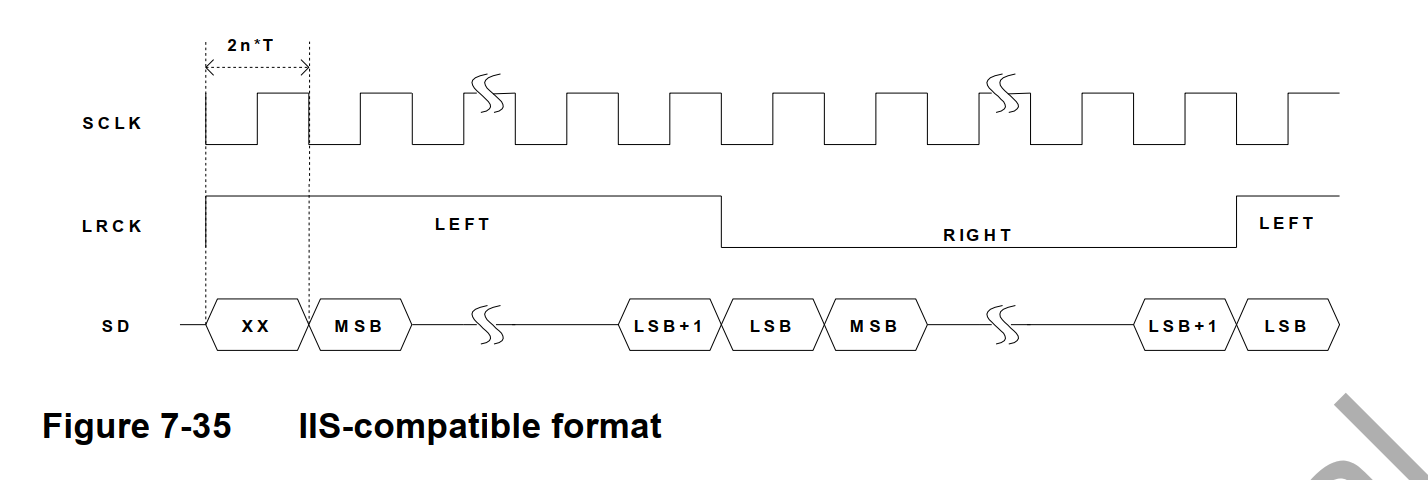 2n*T
SCLK
LRCK LEFT RIGHT LEFT
SD XX MSB LSB+1 LSB MSB LSB+1 LSB
Figure 7-35 IIS-compatible format